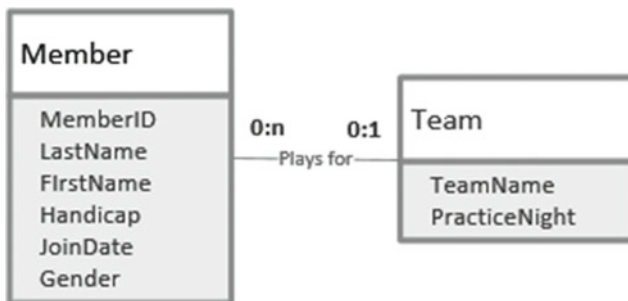 Member
MemberID
LastName
FIrstName
Handicap
JoinDate
Gender
0:n 0:1
Plays for
Team
TeamName
PracticeNight